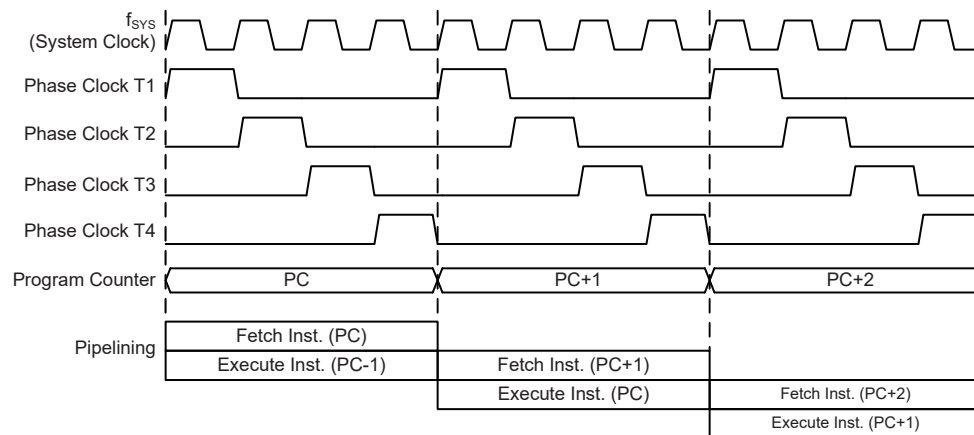 fSYS
(System Clock)
Phase Clock T1
Phase Clock T2
Phase Clock T3
Phase Clock T4
Program Counter PC PC+1 PC+2
Pipelining
Fetch Inst. (PC)
Execute Inst. (PC-1) Fetch Inst. (PC+1)
Execute Inst. (PC) Fetch Inst. (PC+2)
Execute Inst. (PC+1)